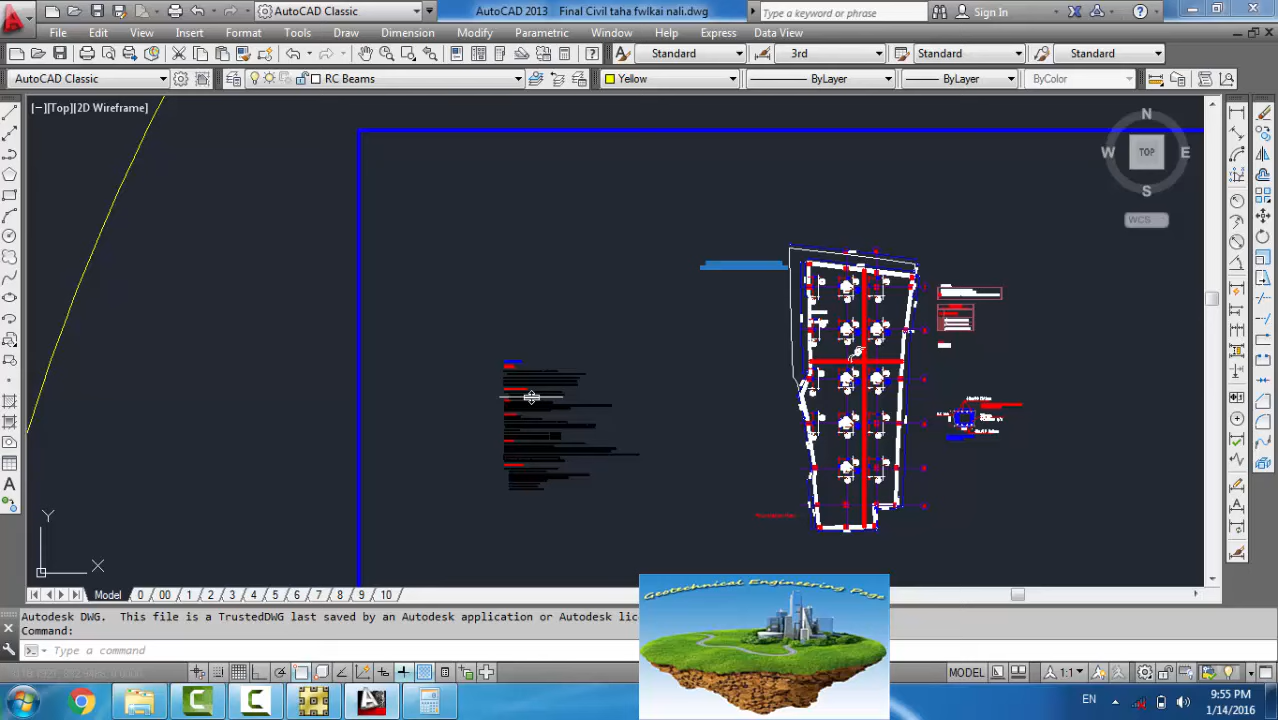 AutoCAD Classic
AutoCAD 2013 Final Civil taha fwlkai nali.dwg
Type a keyword or phrase
Sign In
File Edit View Insert Format Tools Draw Dimension Modify Parametric Window Help Express Data View
Standard 3rd Standard Standard
AutoCAD Classic RC Beams Yellow ByLayer ByLayer ByColor
[−][Top][2D Wireframe]
N
W TOP E
S
WCS
Y
X
Model 0 00 1 2 3 4 5 6 7 8 9 10
Autodesk DWG. This file is a TrustedDWG last saved by an Autodesk application or Autodesk lic
Command:
Type a command
Geotechnical Engineering Page
MODEL 1:1
EN 9:55 PM
1/14/2016